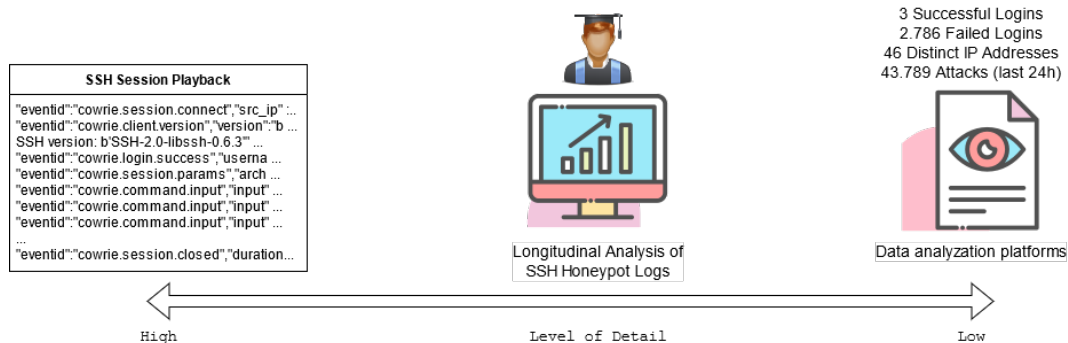 SSH Session Playback
"eventid":"cowrie.session.connect","src_ip" :..
"eventid":"cowrie.client.version","version":"b ...
SSH version: b'SSH-2.0-libssh-0.6.3'" ...
"eventid":"cowrie.login.success","userna ...
"eventid":"cowrie.session.params","arch ...
"eventid":"cowrie.command.input","input" ...
"eventid":"cowrie.command.input","input" ...
"eventid":"cowrie.command.input","input" ...
...
"eventid":"cowrie.session.closed","duration...
Longitudinal Analysis of
SSH Honeypot Logs
3 Successful Logins
2.786 Failed Logins
46 Distinct IP Addresses
43.789 Attacks (last 24h)
Data analyzation platforms
High
Level of Detail
Low